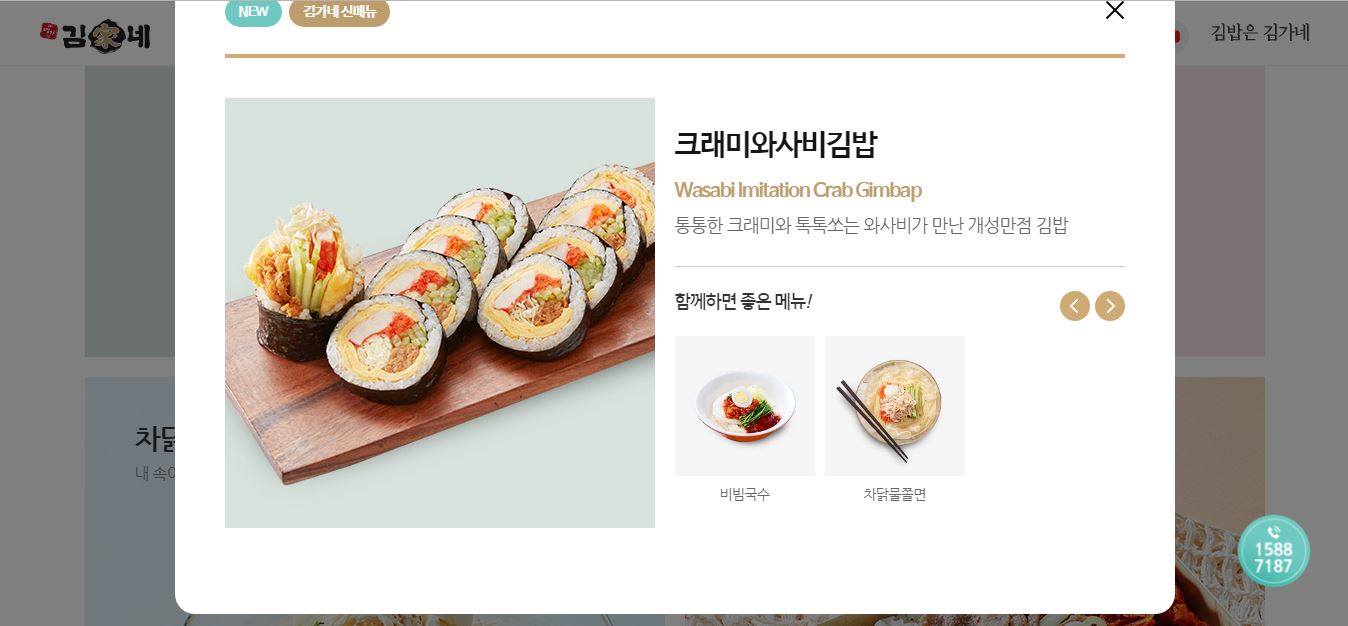 NEW
김가네 신메뉴
김家네
김밥은 김가네
크래미와사비김밥
Wasabi Imitation Crab Gimbap
통통한 크래미와 톡톡쏘는 와사비가 만난 개성만점 김밥
함께하면 좋은 메뉴!
비빔국수
차닭물쫄면
차닭
내 속이
1588
7187